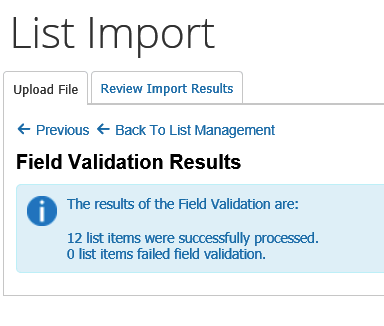 List Import
Upload File Review Import Results
Previous Back To List Management
Field Validation Results
The results of the Field Validation are:
12 list items were successfully processed.
0 list items failed field validation.